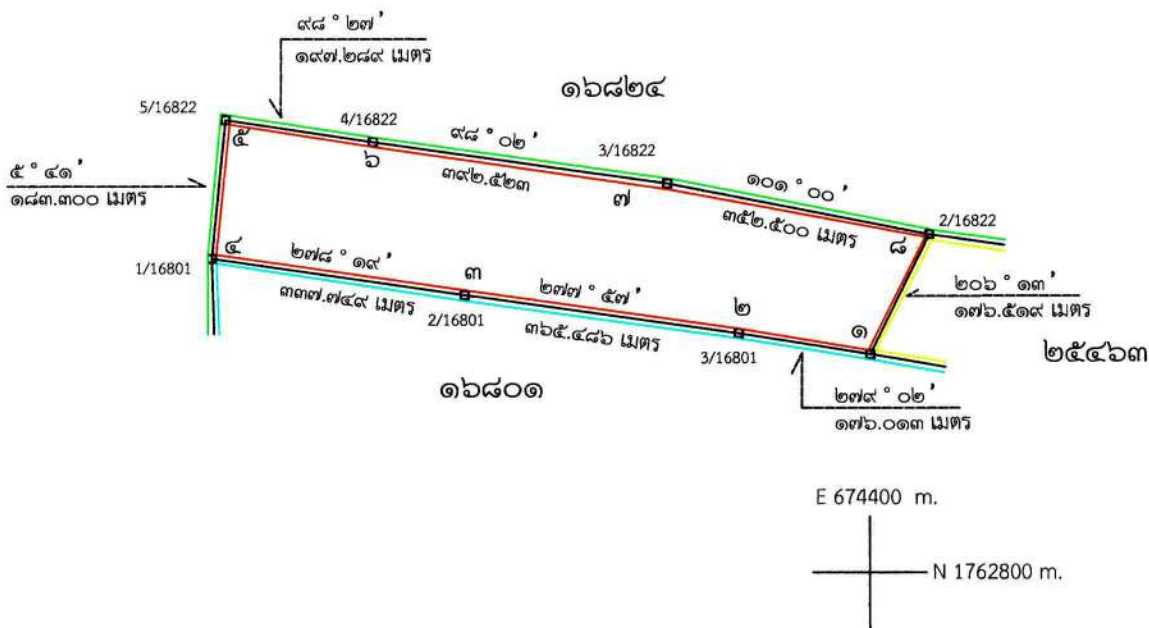 ๙๘ ° ๒๗ '
๑๙๗.๒๘๙ เมตร
๑๖๘๒๔
5/16822
๕
4/16822
๖
๙๘ ° ๐๒ '
๓๙๒.๕๒๓
3/16822
๗
๑๐๑ ° ๐๐ '
๓๕๒.๕๐๐ เมตร
2/16822
๘
๕ ° ๔๑ '
๑๘๓.๓๐๐ เมตร
๔
1/16801
๒๗๘ ° ๑๙ '
๓๓๗.๗๔๙ เมตร
๓
2/16801
๒๗๗ ° ๕๗ '
๓๖๕.๔๘๖ เมตร
๒
3/16801
๑
๒๐๖ ° ๑๓ '
๑๗๖.๕๑๙ เมตร
๒๕๔๖๓
๑๖๘๐๑
๒๗๙ ° ๐๒ '
๑๗๖.๐๑๓ เมตร
E 674400 m.
N 1762800 m.